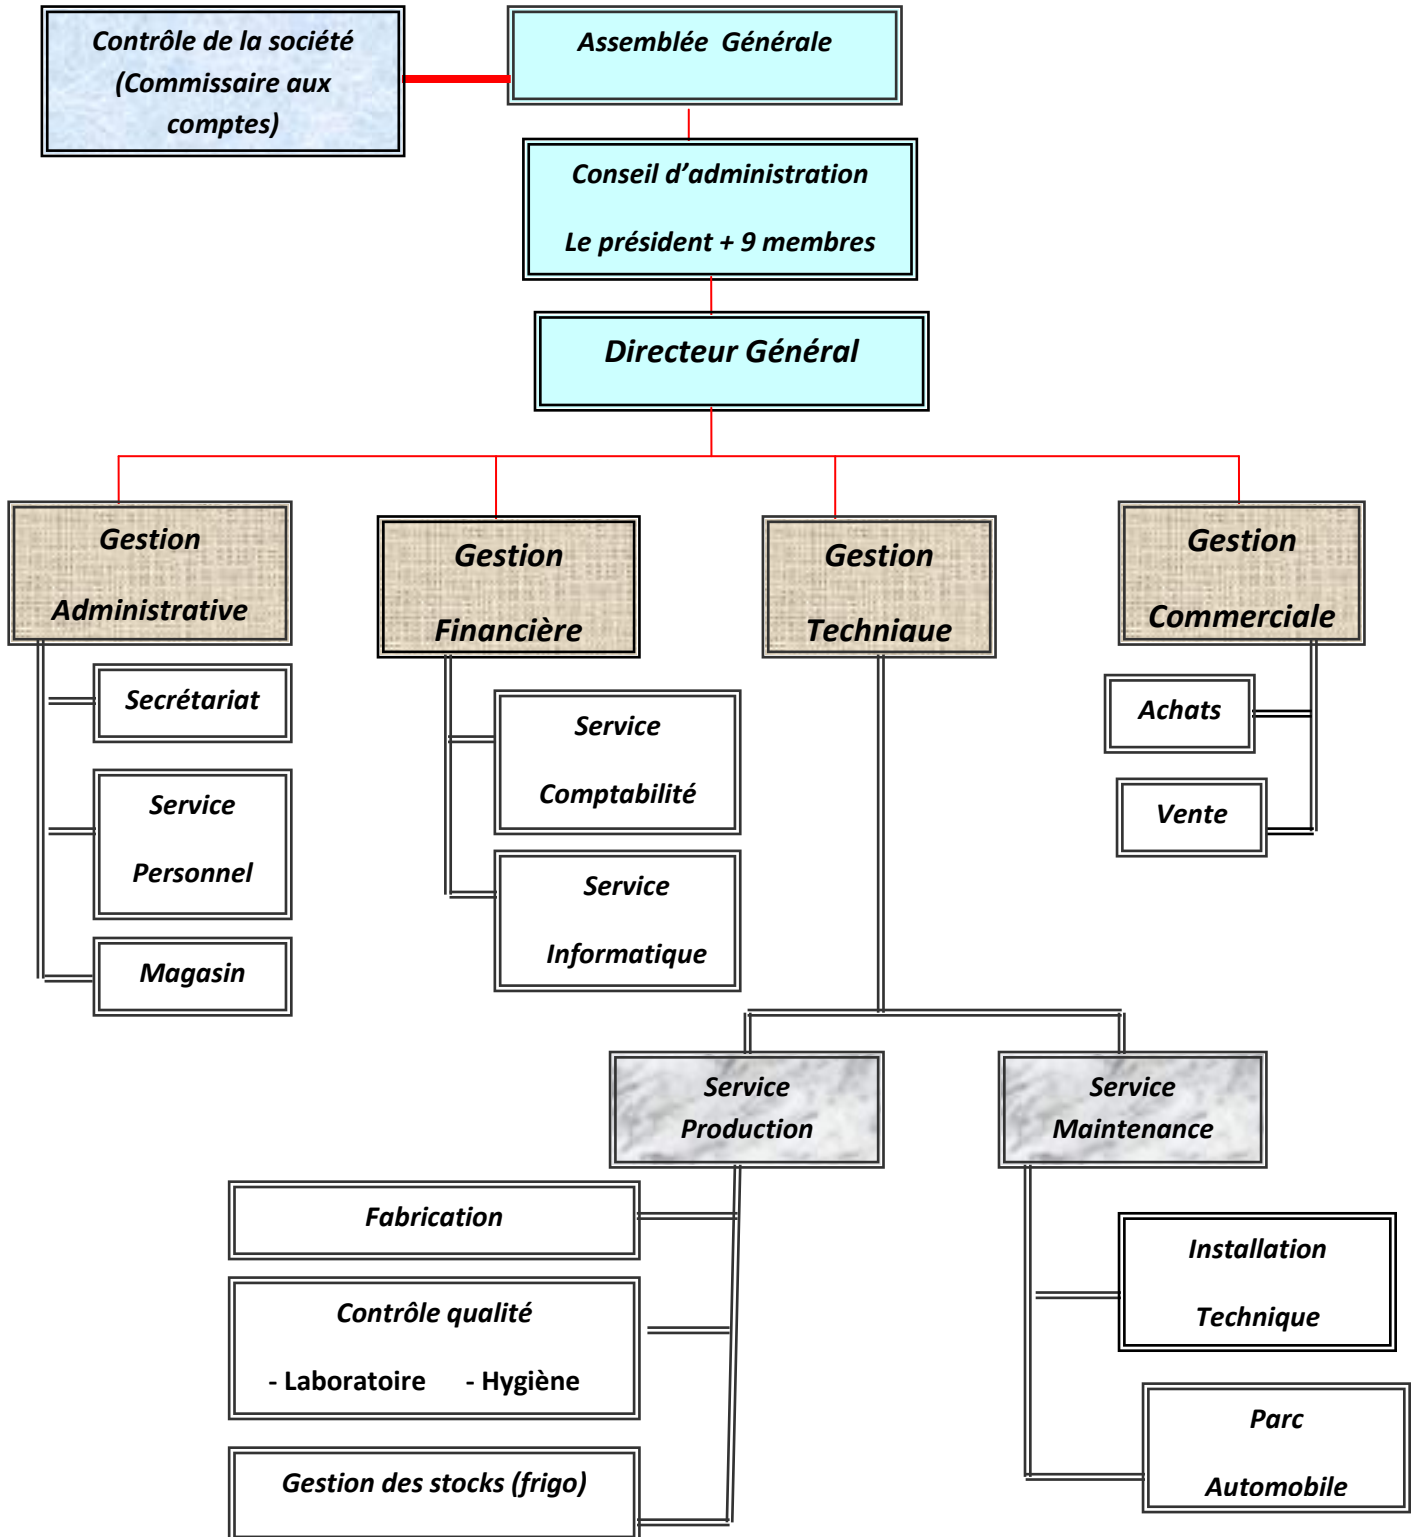 Contrôle de la société
(Commissaire aux
comptes)
Assemblée Générale
Conseil d'administration
Le président + 9 membres
Directeur Général
Gestion
Administrative
Gestion
Financière
Gestion
Technique
Gestion
Commerciale
Secrétariat
Service
Personnel
Magasin
Service
Comptabilité
Service
Informatique
Achats
Vente
Service
Production
Service
Maintenance
Fabrication
Contrôle qualité
- Laboratoire - Hygiène
Gestion des stocks (frigo)
Installation
Technique
Parc
Automobile